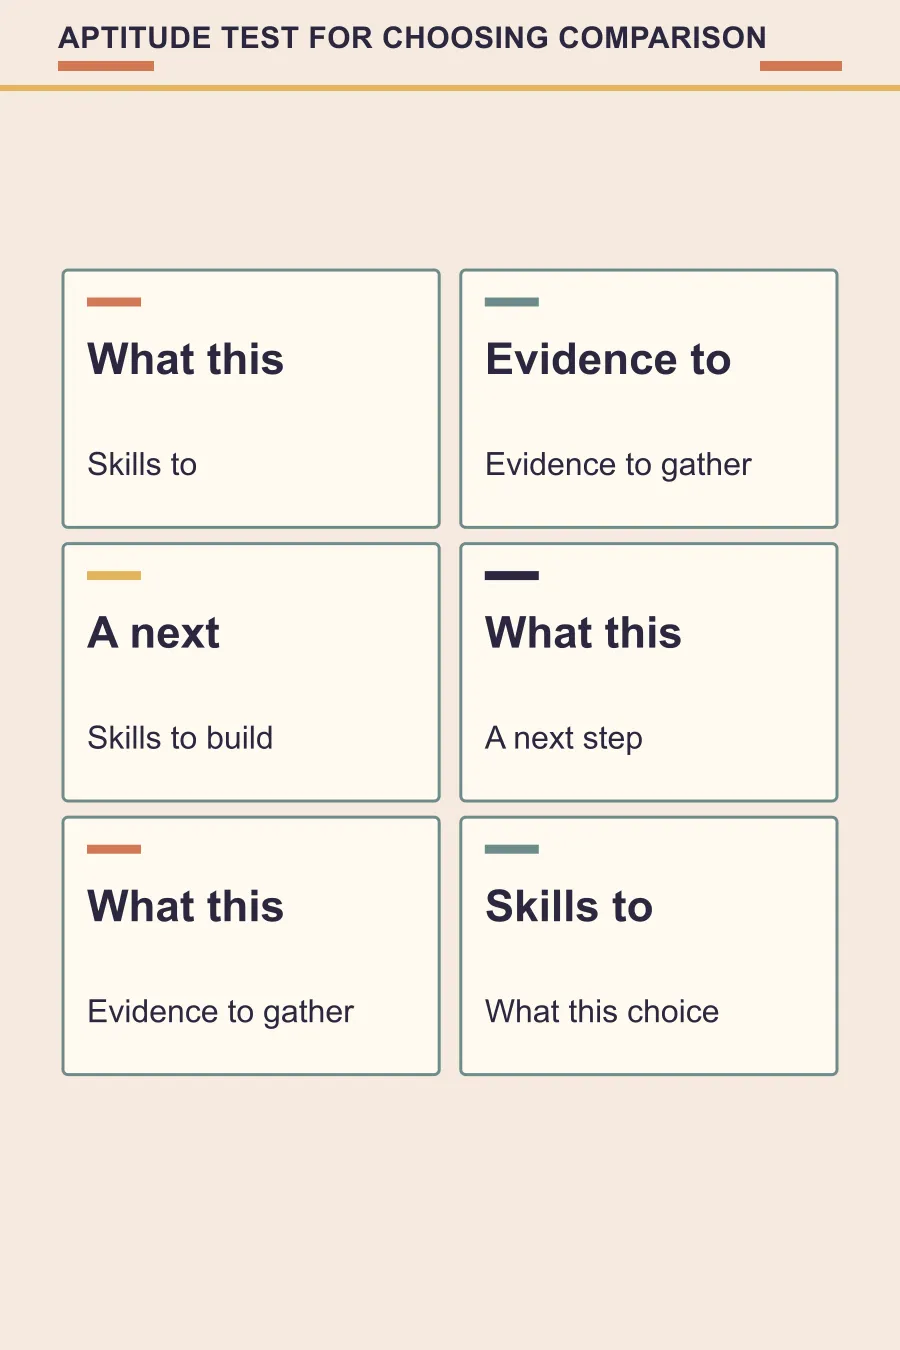 APTITUDE TEST FOR CHOOSING COMPARISON
What this
Skills to
Evidence to
Evidence to gather
A next
Skills to build
What this
A next step
What this
Evidence to gather
Skills to
What this choice